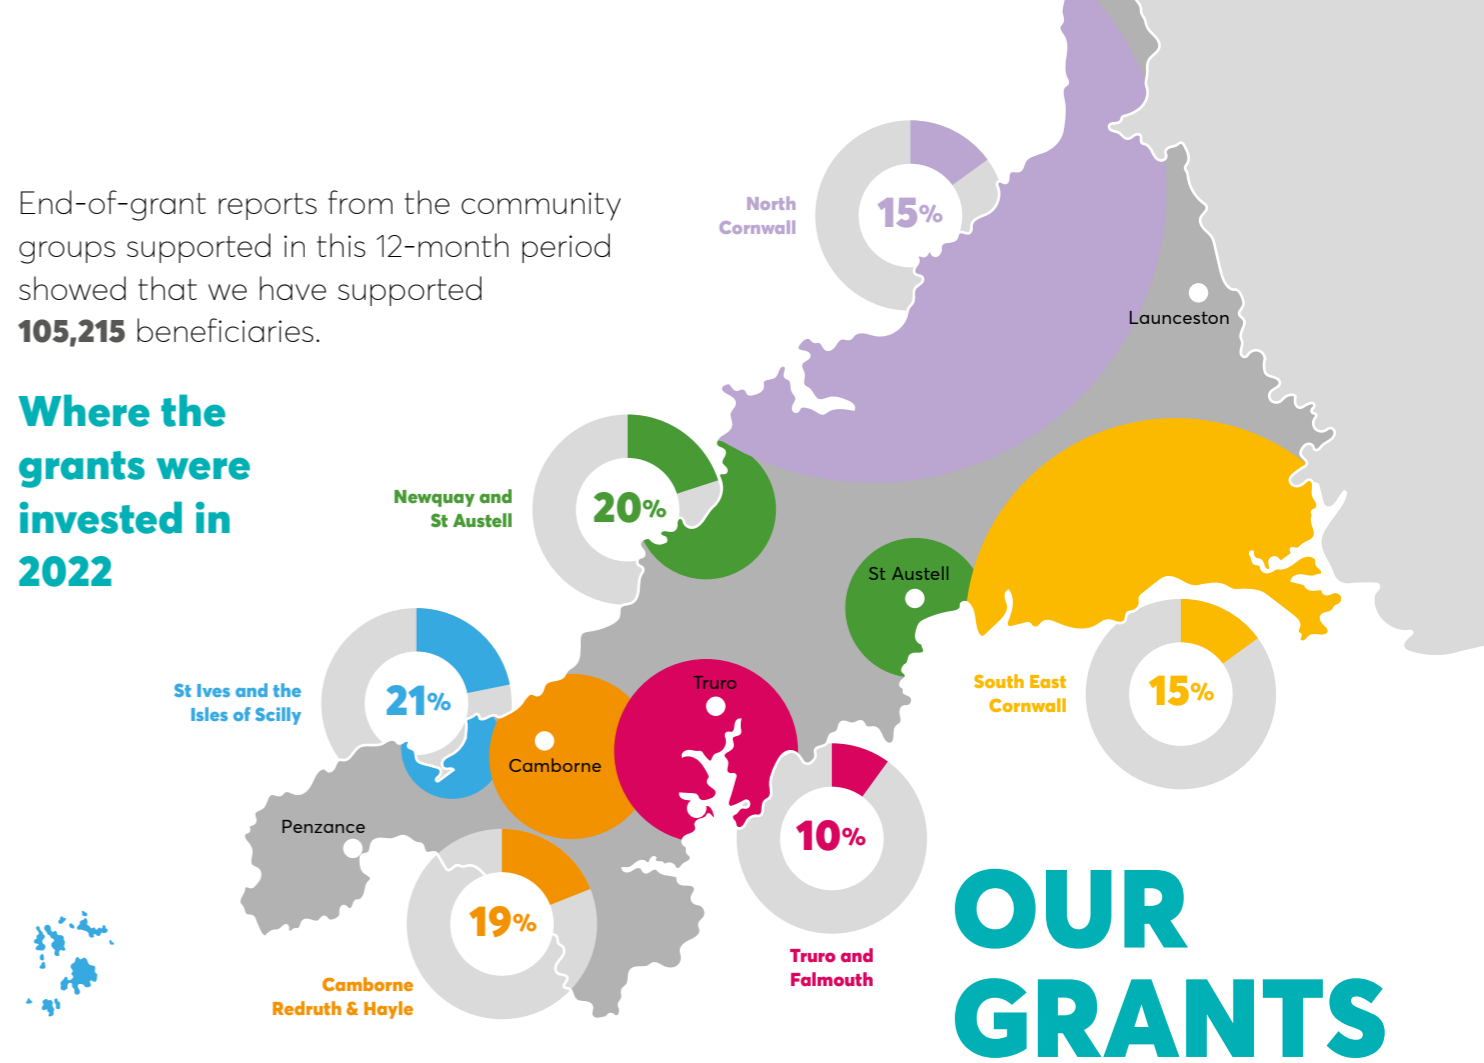 End-of-grant reports from the community
groups supported in this 12-month period
showed that we have supported
105,215 beneficiaries.
Where the
grants were
invested in
2022
North
Cornwall
15%
Launceston
Newquay and
St Austell
20%
St Austell
St Ives and the
Isles of Scilly
21%
Truro
Camborne
South East
Cornwall
15%
Penzance
10%
Truro and
Falmouth
19%
Camborne
Redruth & Hayle
OUR
GRANTS